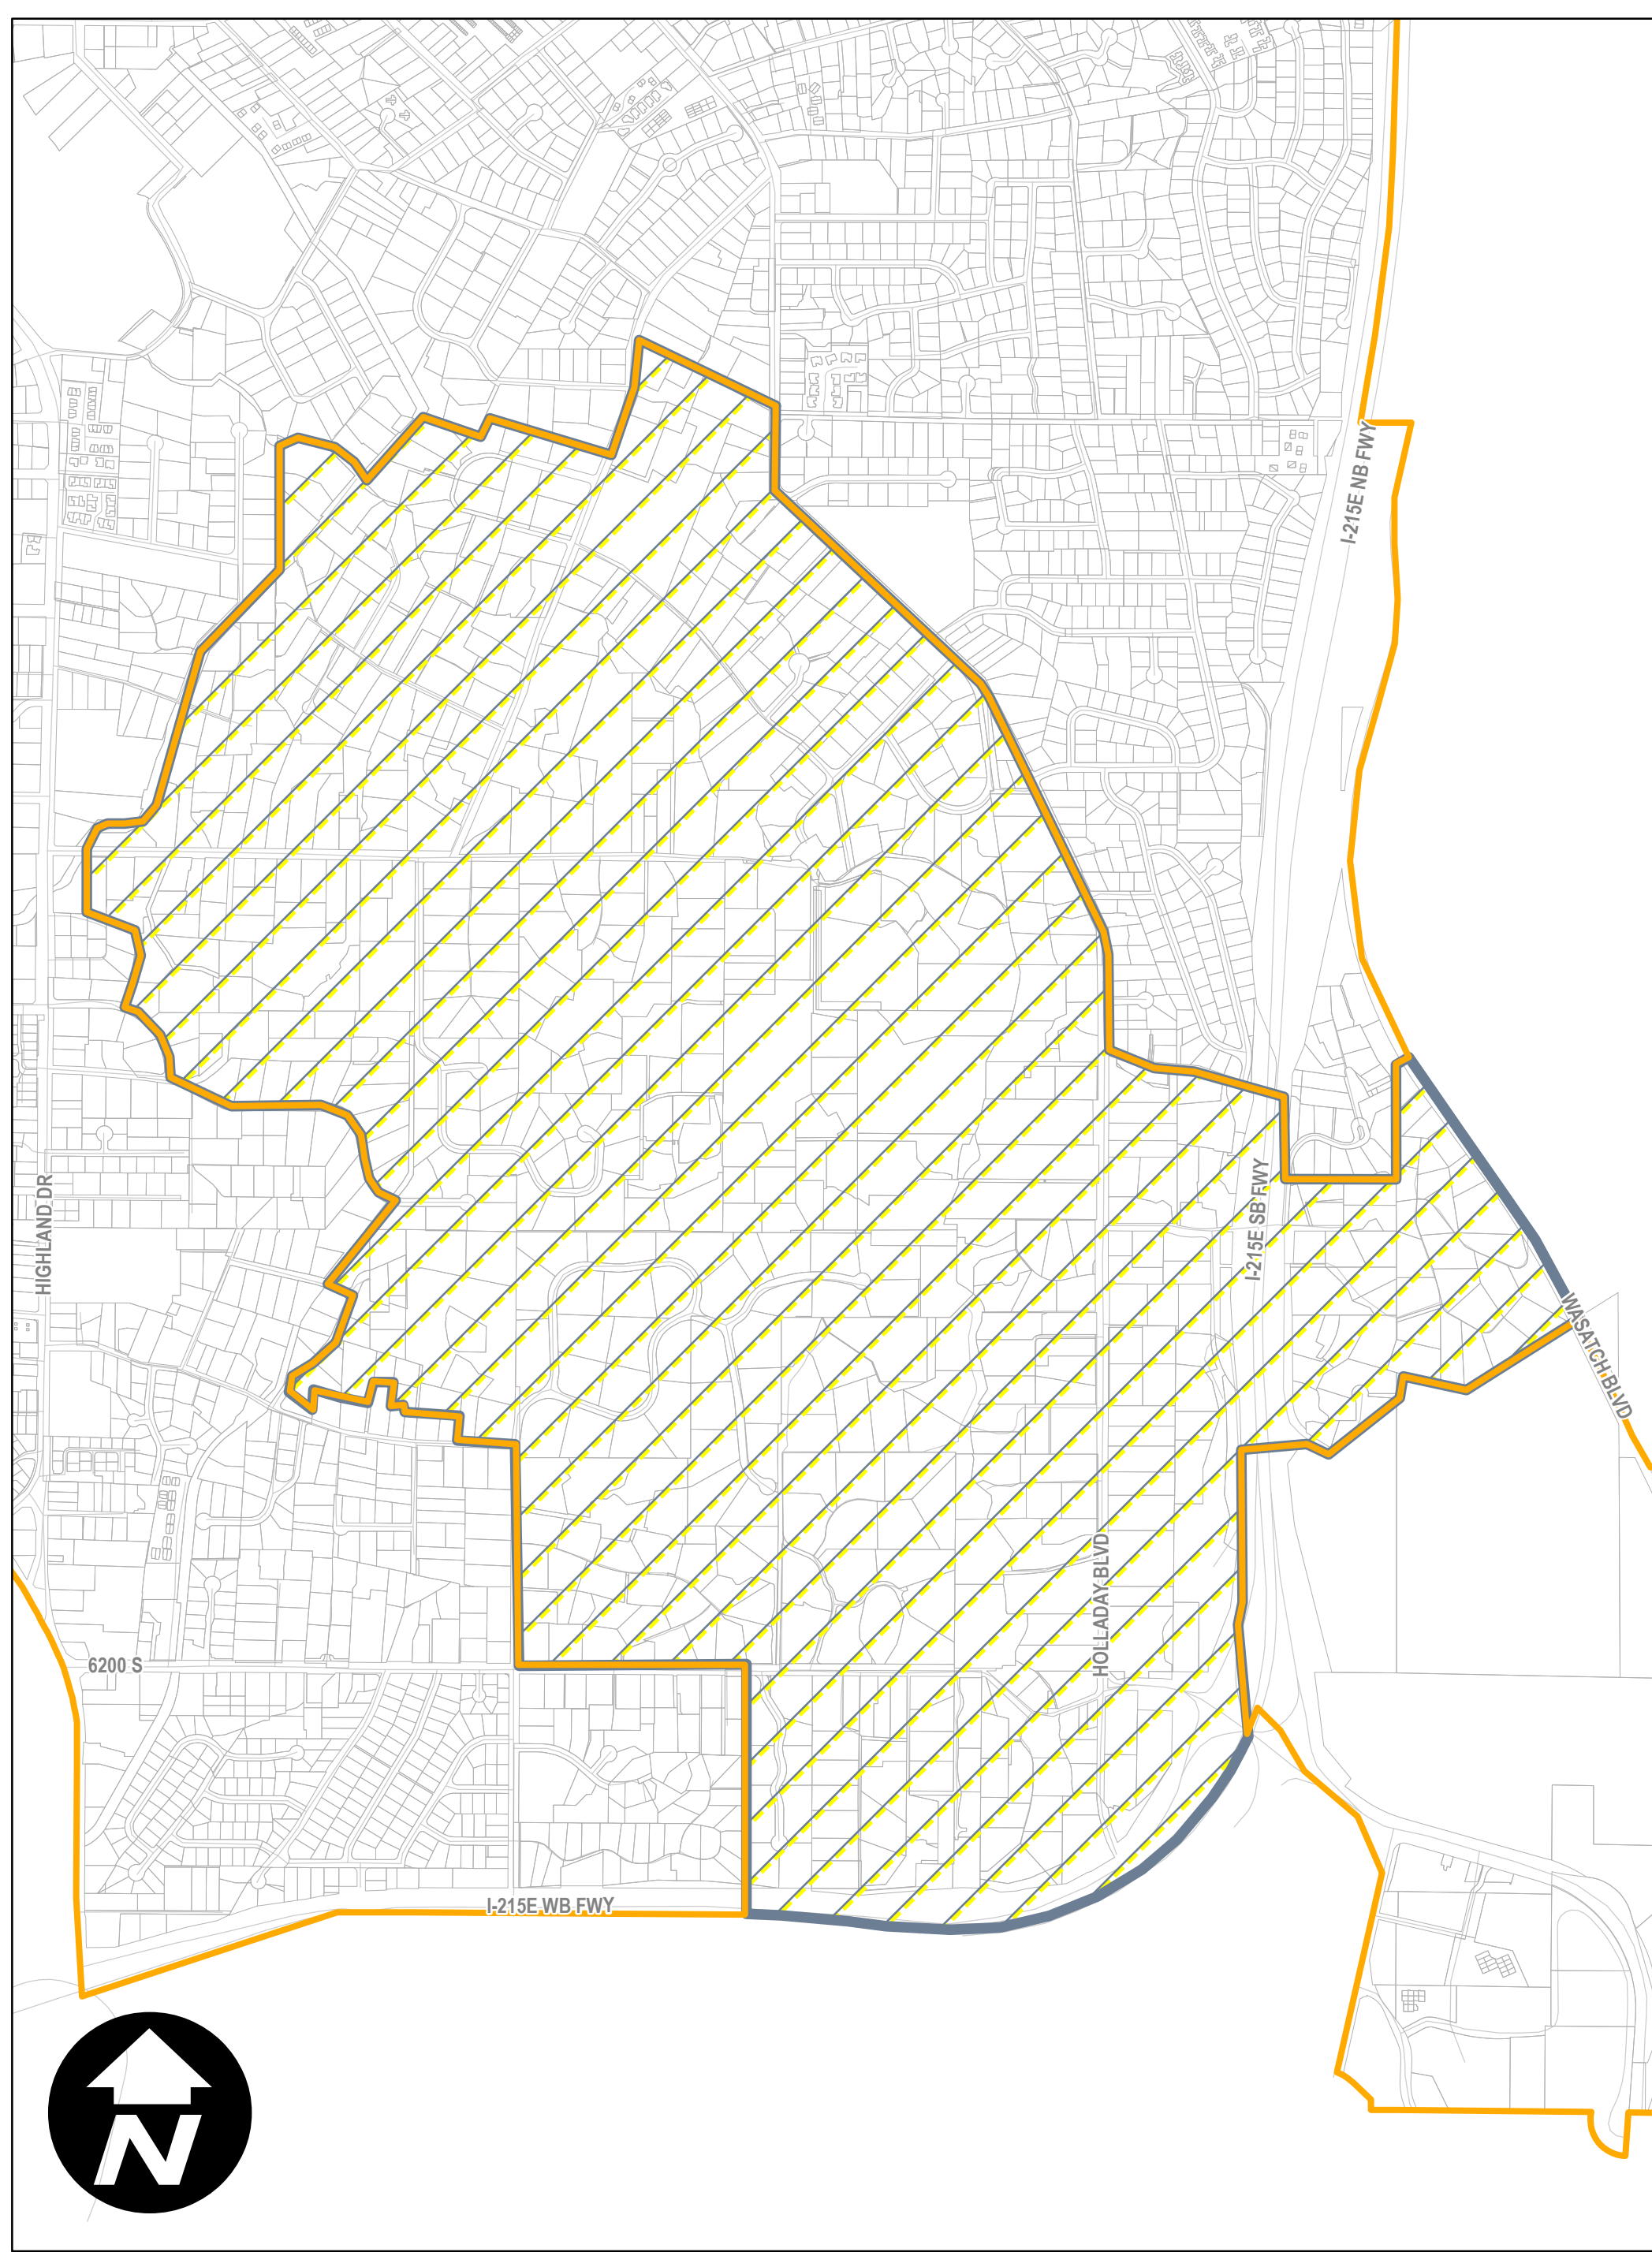 I-215E NB FWY
HIGHLAND DR
I-215E SB FWY
WASATCH BLVD
HOLLADAY BLVD
6200 S
I-215E WB FWY
N